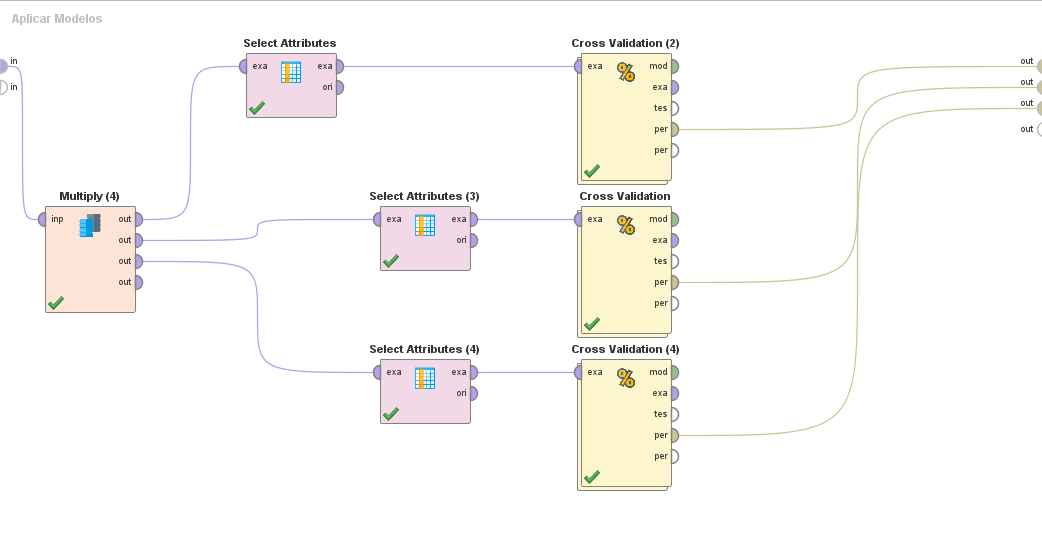 Aplicar Modelos
in
in
Select Attributes
exa exa
ori
Cross Validation (2)
exa mod
exa
tes
per
per
out
out
out
out
Multiply (4)
inp out
out
out
out
Select Attributes (3)
exa exa
ori
Cross Validation
exa mod
exa
tes
per
per
Select Attributes (4)
exa exa
ori
Cross Validation (4)
exa mod
exa
tes
per
per